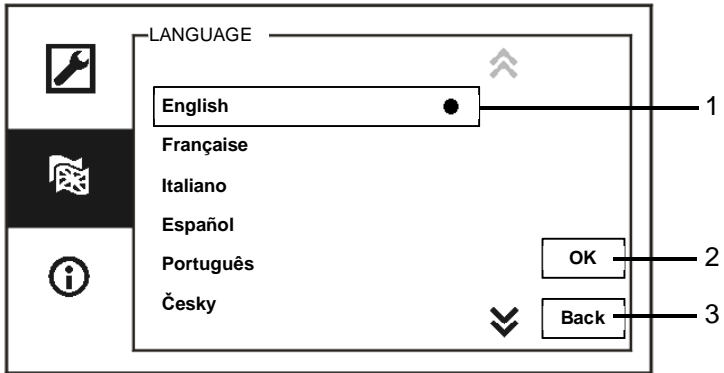 LANGUAGE
English
1
Française
Italiano
Español
Português
OK
2
Česky
Back
3